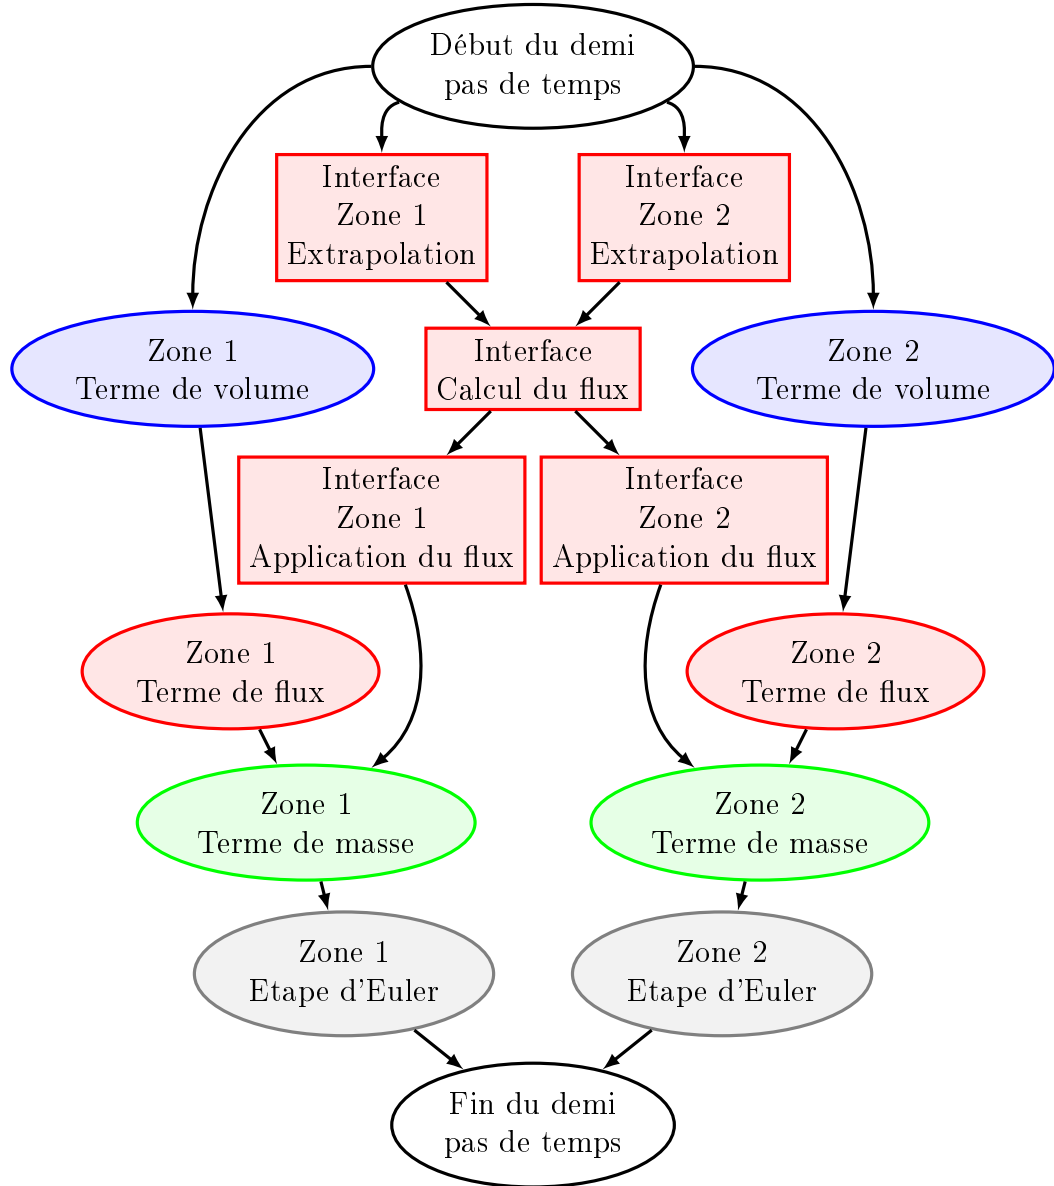 Début du demi
pas de temps
Interface
Zone 1
Extrapolation
Interface
Zone 2
Extrapolation
Zone 1
Terme de volume
Interface
Calcul du flux
Zone 2
Terme de volume
Interface
Zone 1
Application du flux
Interface
Zone 2
Application du flux
Zone 1
Terme de flux
Zone 2
Terme de flux
Zone 1
Terme de masse
Zone 2
Terme de masse
Zone 1
Etape d'Euler
Zone 2
Etape d'Euler
Fin du demi
pas de temps